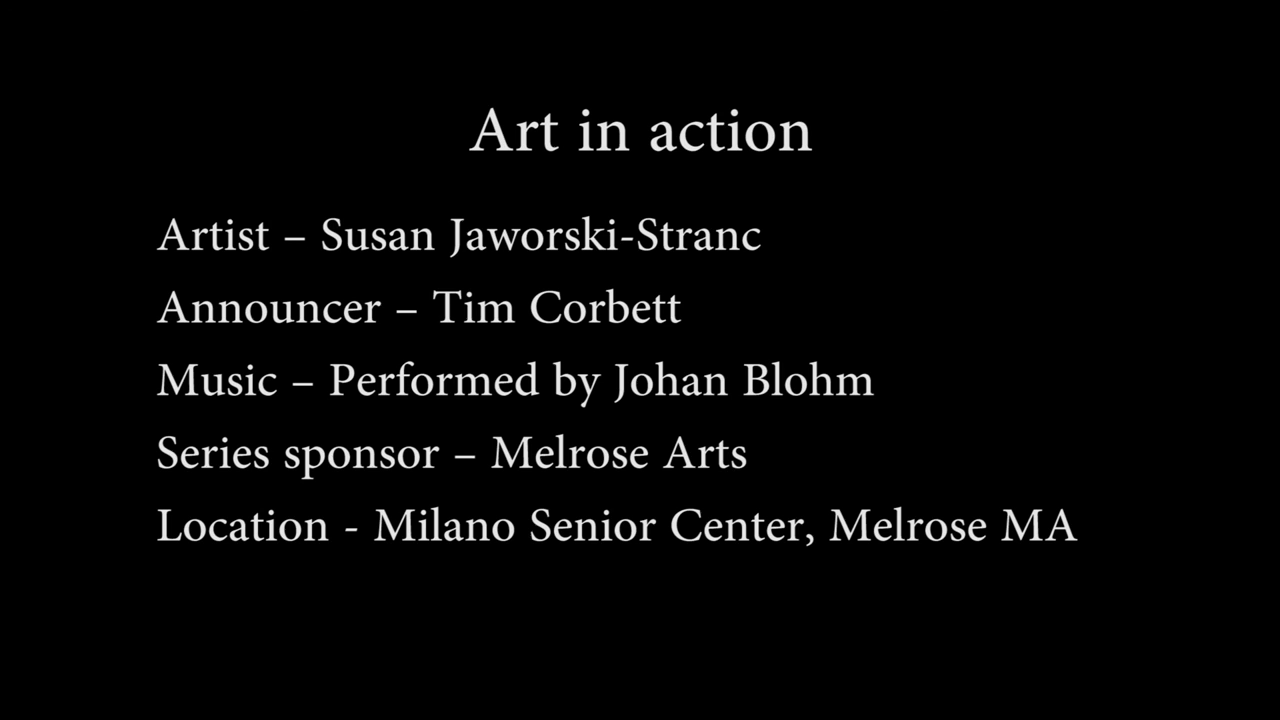 Art in action
Artist – Susan Jaworski-Stranc
Announcer – Tim Corbett
Music – Performed by Johan Blohm
Series sponsor – Melrose Arts
Location - Milano Senior Center, Melrose MA